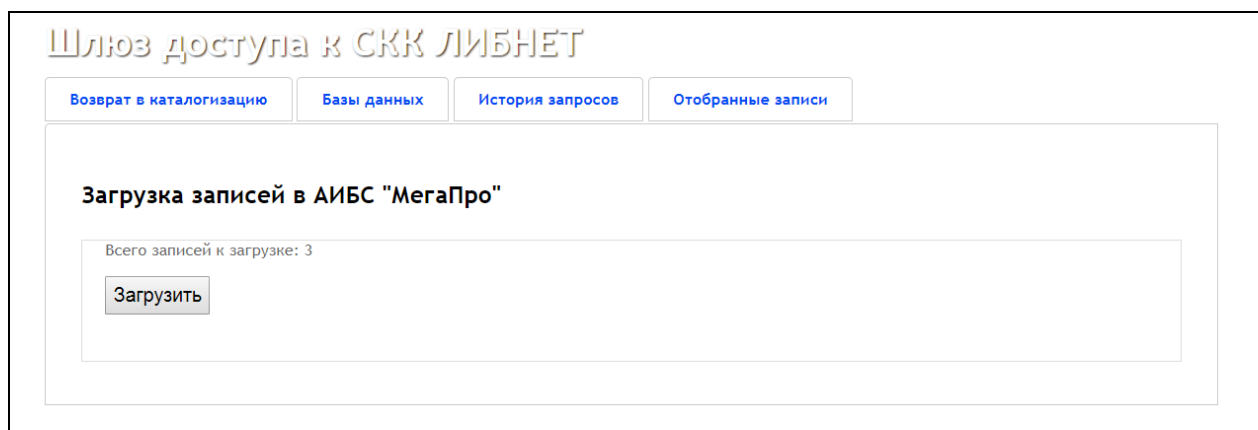 Шлюз доступа к СКК ЛИБНЕТ
Возврат в каталогизацию Базы данных История запросов Отобранные записи
Загрузка записей в АИБС "МегаПро"
Всего записей к загрузке: 3
Загрузить